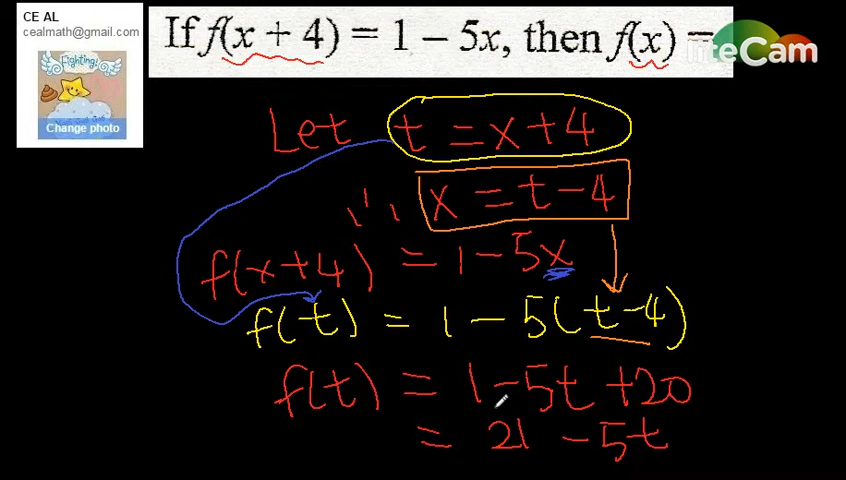 CE AL
cealmath@gmail.com
Fighting!
Change photo
If f(x + 4) = 1 – 5x, then f(x) =
liteCam
Let t = x+4
∵ x = t-4
f(x+4) = 1-5x
f(t) = 1-5(t-4)
f(t) = 1-5t+20
= 21-5t